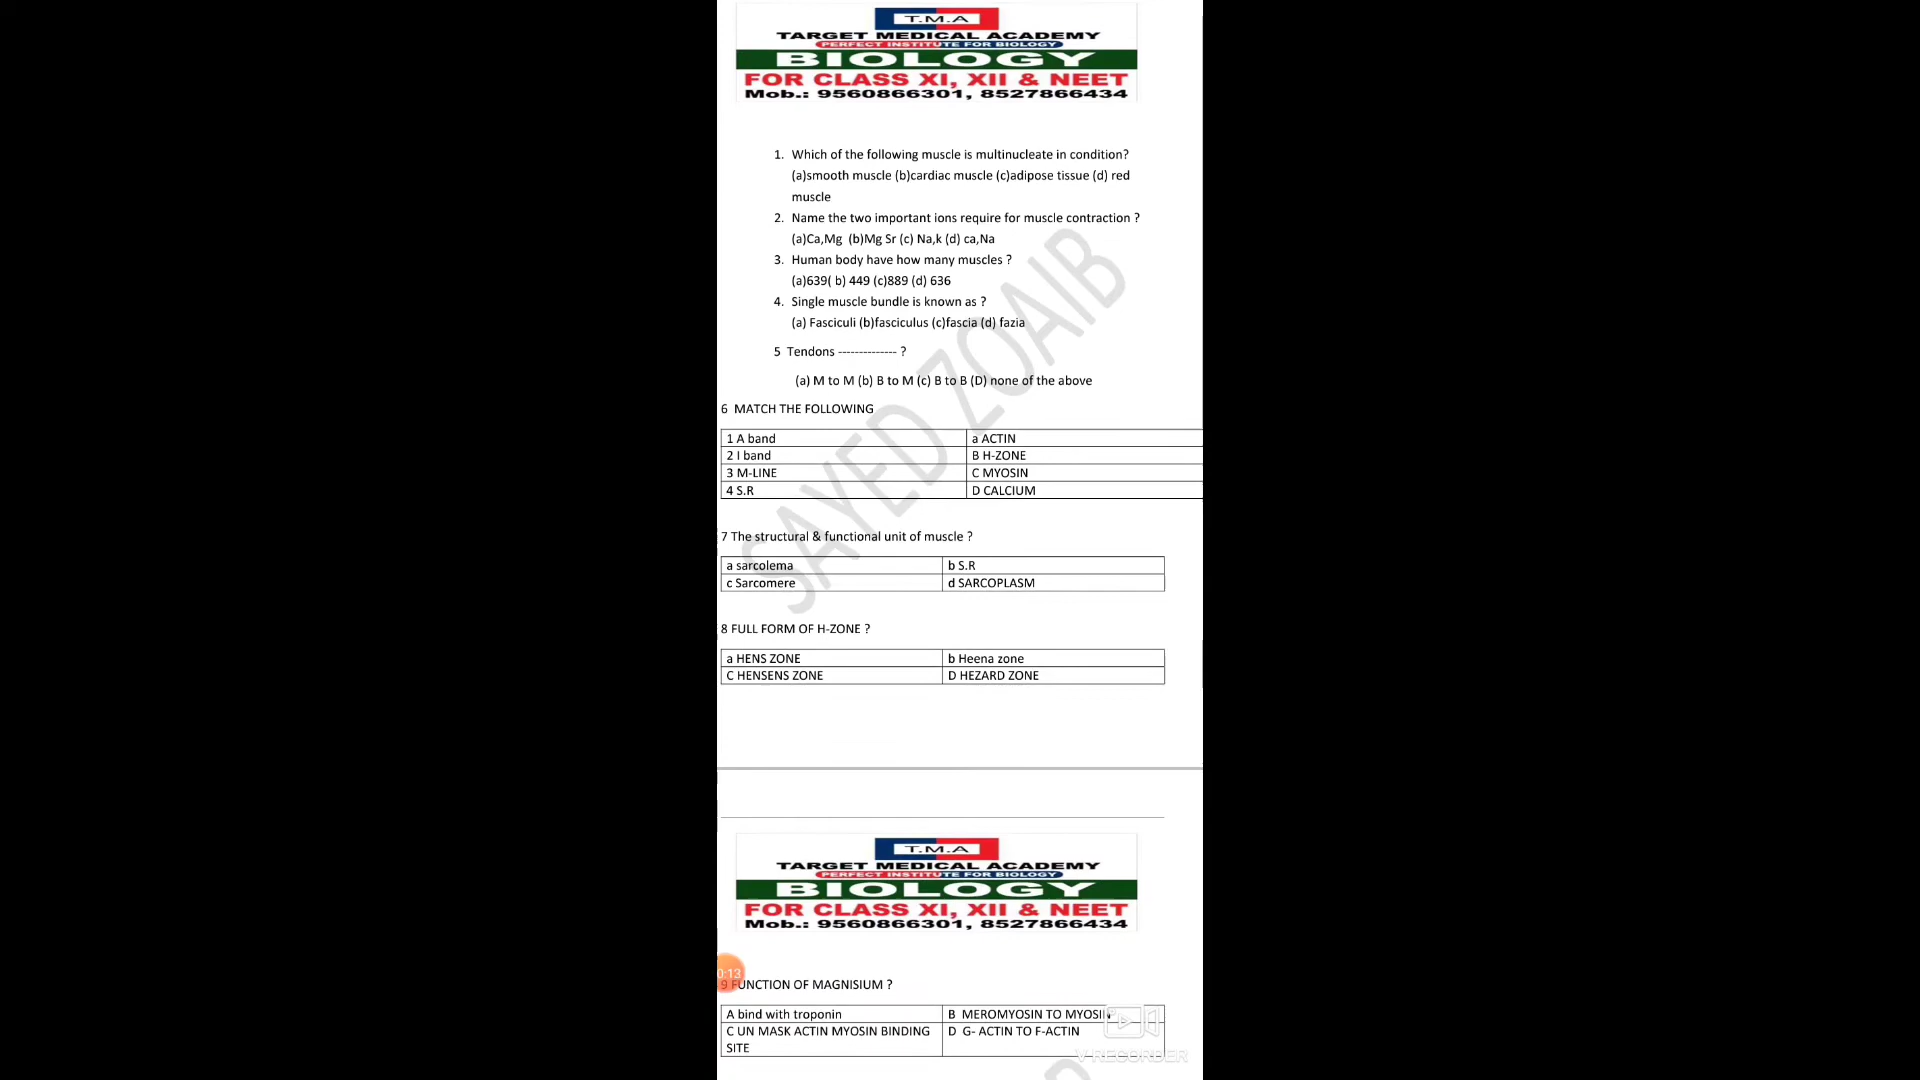 T.M.A
TARGET MEDICAL ACADEMY
PERFECT INSTITUTE FOR BIOLOGY
BIOLOGY
FOR CLASS XI, XII & NEET
Mob.: 9560866301, 8527866434
1. Which of the following muscle is multinucleate in condition?
(a)smooth muscle (b)cardiac muscle (c)adipose tissue (d) red
muscle
2. Name the two important ions require for muscle contraction ?
(a)Ca,Mg (b)Mg Sr (c) Na,k (d) ca,Na
3. Human body have how many muscles ?
(a)639( b) 449 (c)889 (d) 636
4. Single muscle bundle is known as ?
(a) Fasciculi (b)fasciculus (c)fascia (d) fazia
5 Tendons -------------- ?
(a) M to M (b) B to M (c) B to B (D) none of the above
SAYED ZOAIB
6 MATCH THE FOLLOWING
1 A band a ACTIN
2 I band B H-ZONE
3 M-LINE C MYOSIN
4 S.R D CALCIUM
7 The structural & functional unit of muscle ?
a sarcolema b S.R
c Sarcomere d SARCOPLASM
8 FULL FORM OF H-ZONE ?
a HENS ZONE b Heena zone
C HENSENS ZONE D HEZARD ZONE
T.M.A
TARGET MEDICAL ACADEMY
PERFECT INSTITUTE FOR BIOLOGY
BIOLOGY
FOR CLASS XI, XII & NEET
Mob.: 9560866301, 8527866434
0:13
9 FUNCTION OF MAGNISIUM ?
A bind with troponin B MEROMYOSIN TO MYOSIN
C UN MASK ACTIN MYOSIN BINDING D G- ACTIN TO F-ACTIN
SITE
V RECORDER